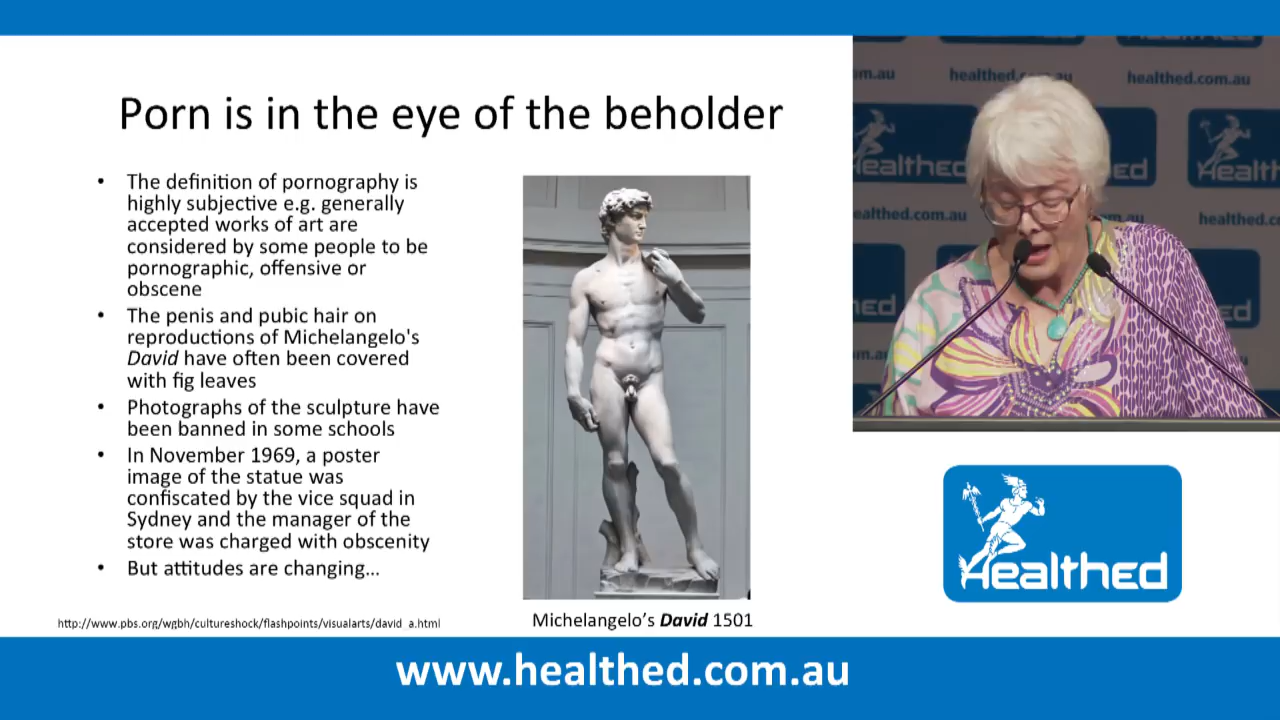 Porn is in the eye of the beholder
• The definition of pornography is
highly subjective e.g. generally
accepted works of art are
considered by some people to be
pornographic, offensive or
obscene
• The penis and pubic hair on
reproductions of Michelangelo's
David have often been covered
with fig leaves
• Photographs of the sculpture have
been banned in some schools
• In November 1969, a poster
image of the statue was
confiscated by the vice squad in
Sydney and the manager of the
store was charged with obscenity
• But attitudes are changing...
http://www.pbs.org/wgbh/cultureshock/flashpoints/visualarts/david_a.html
Michelangelo's David 1501
healthed.com.au
healthed.com.au
Healthed
healthed.com.au
Healthed
www.healthed.com.au